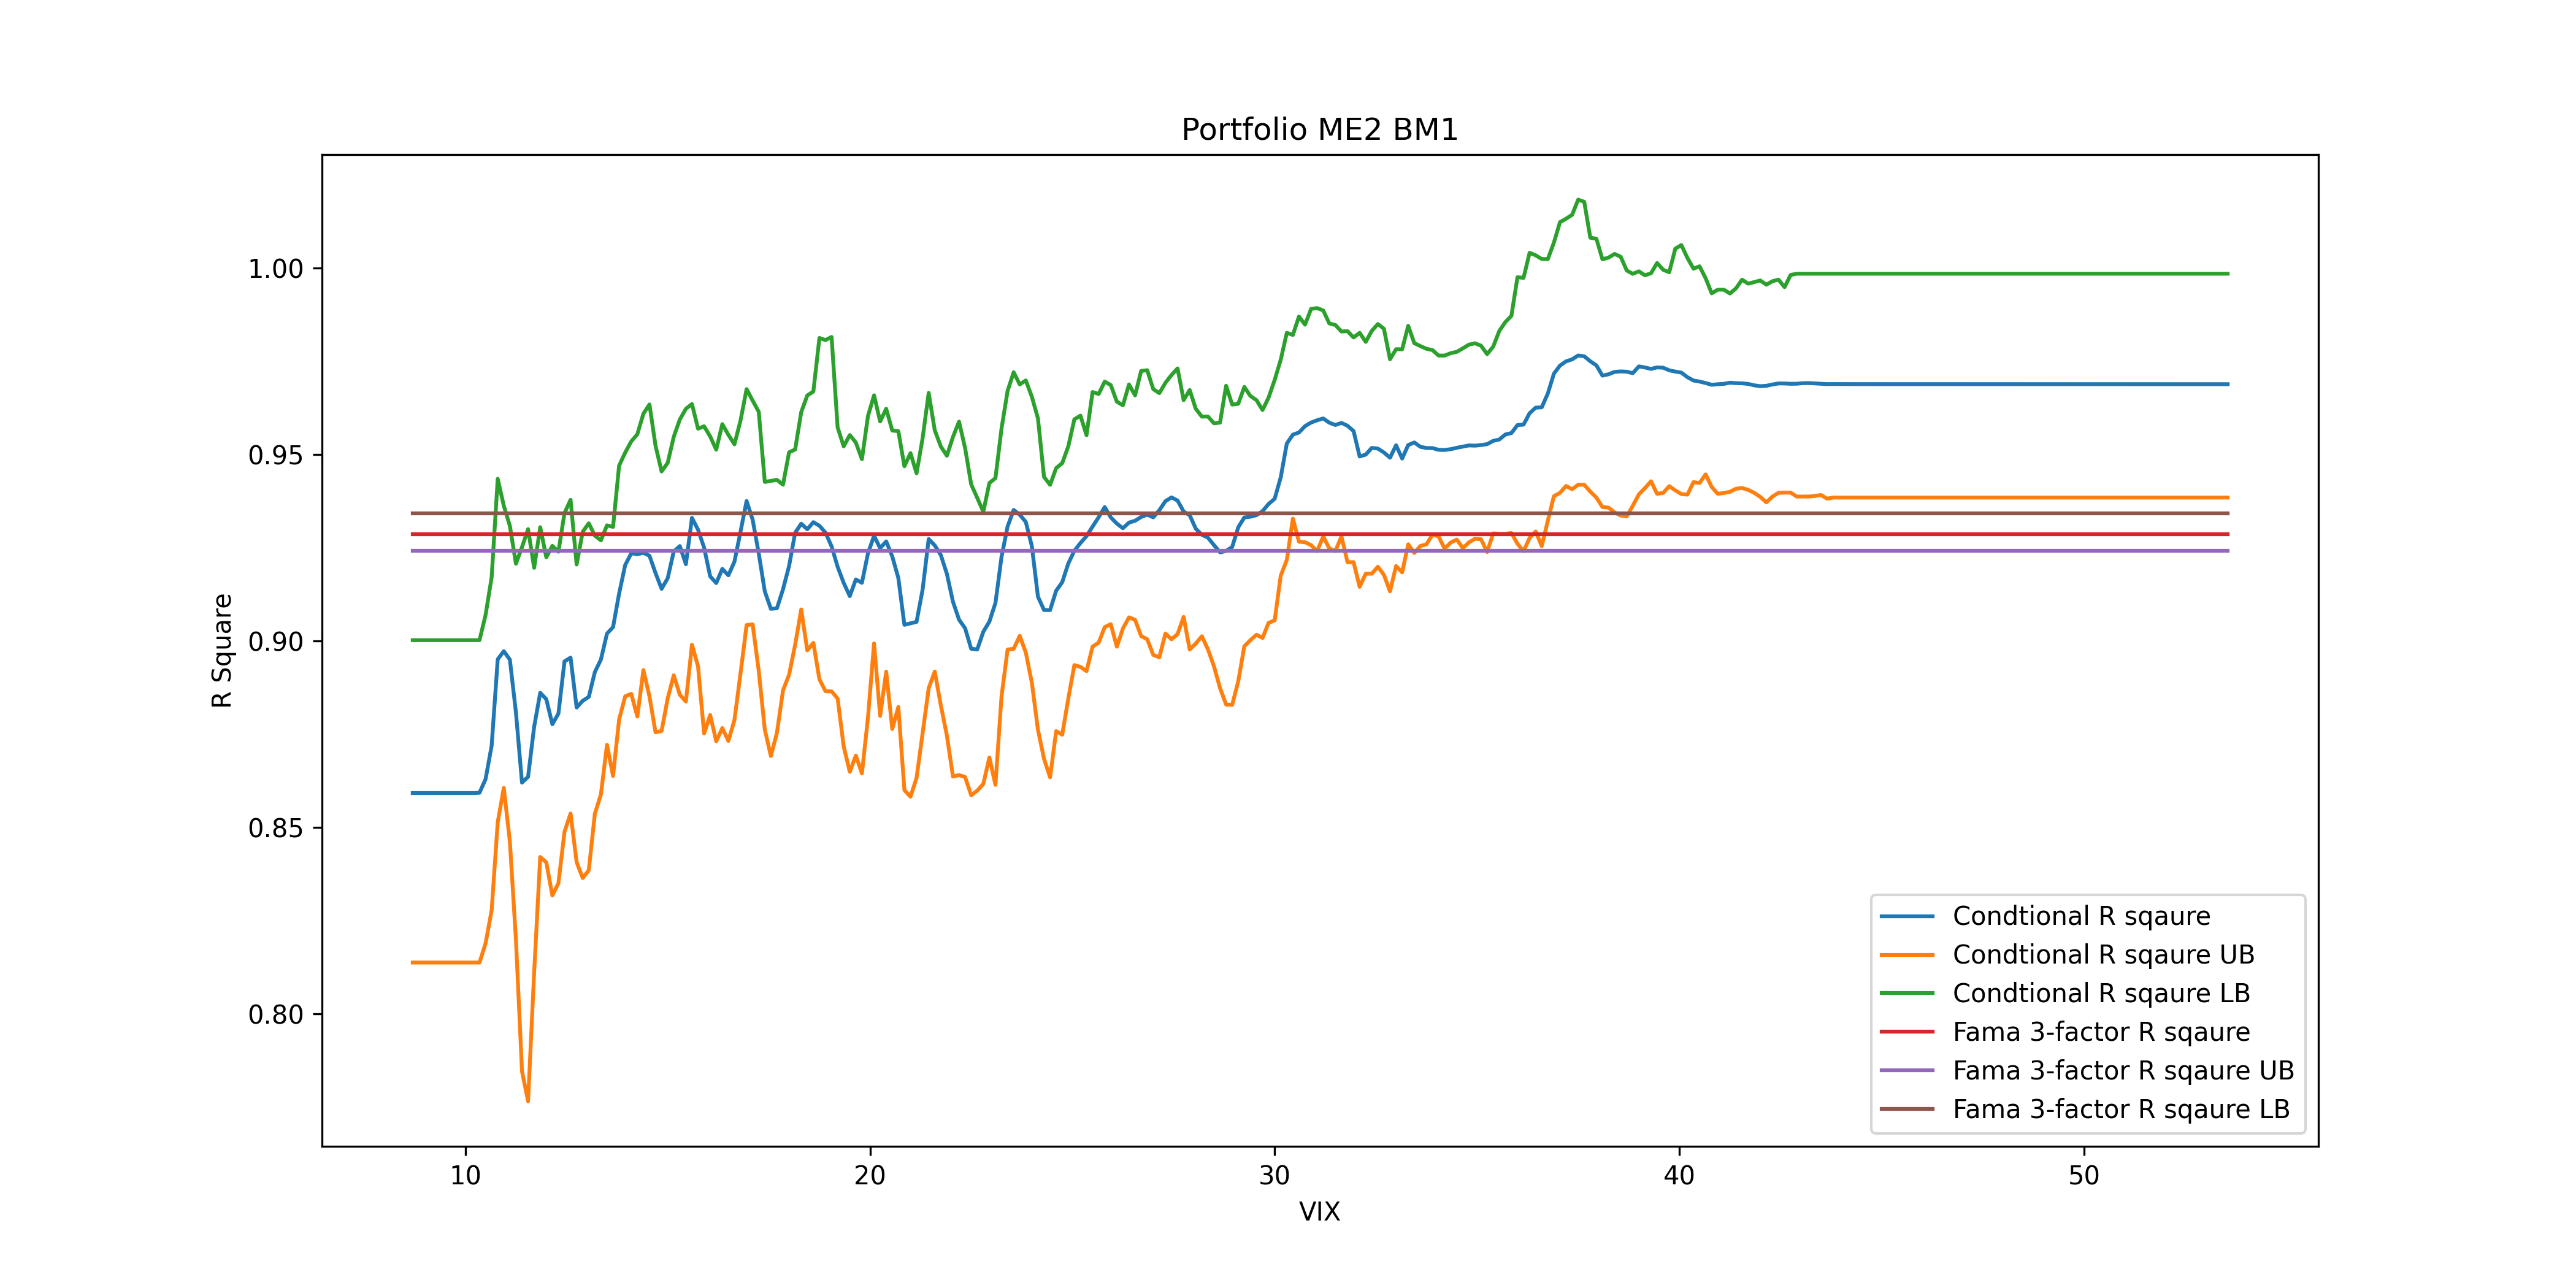 Portfolio ME2 BM1
R Square
1.00
0.95
0.90
0.85
0.80
10 20 30 40 50
VIX
Condtional R sqaure
Condtional R sqaure UB
Condtional R sqaure LB
Fama 3-factor R sqaure
Fama 3-factor R sqaure UB
Fama 3-factor R sqaure LB